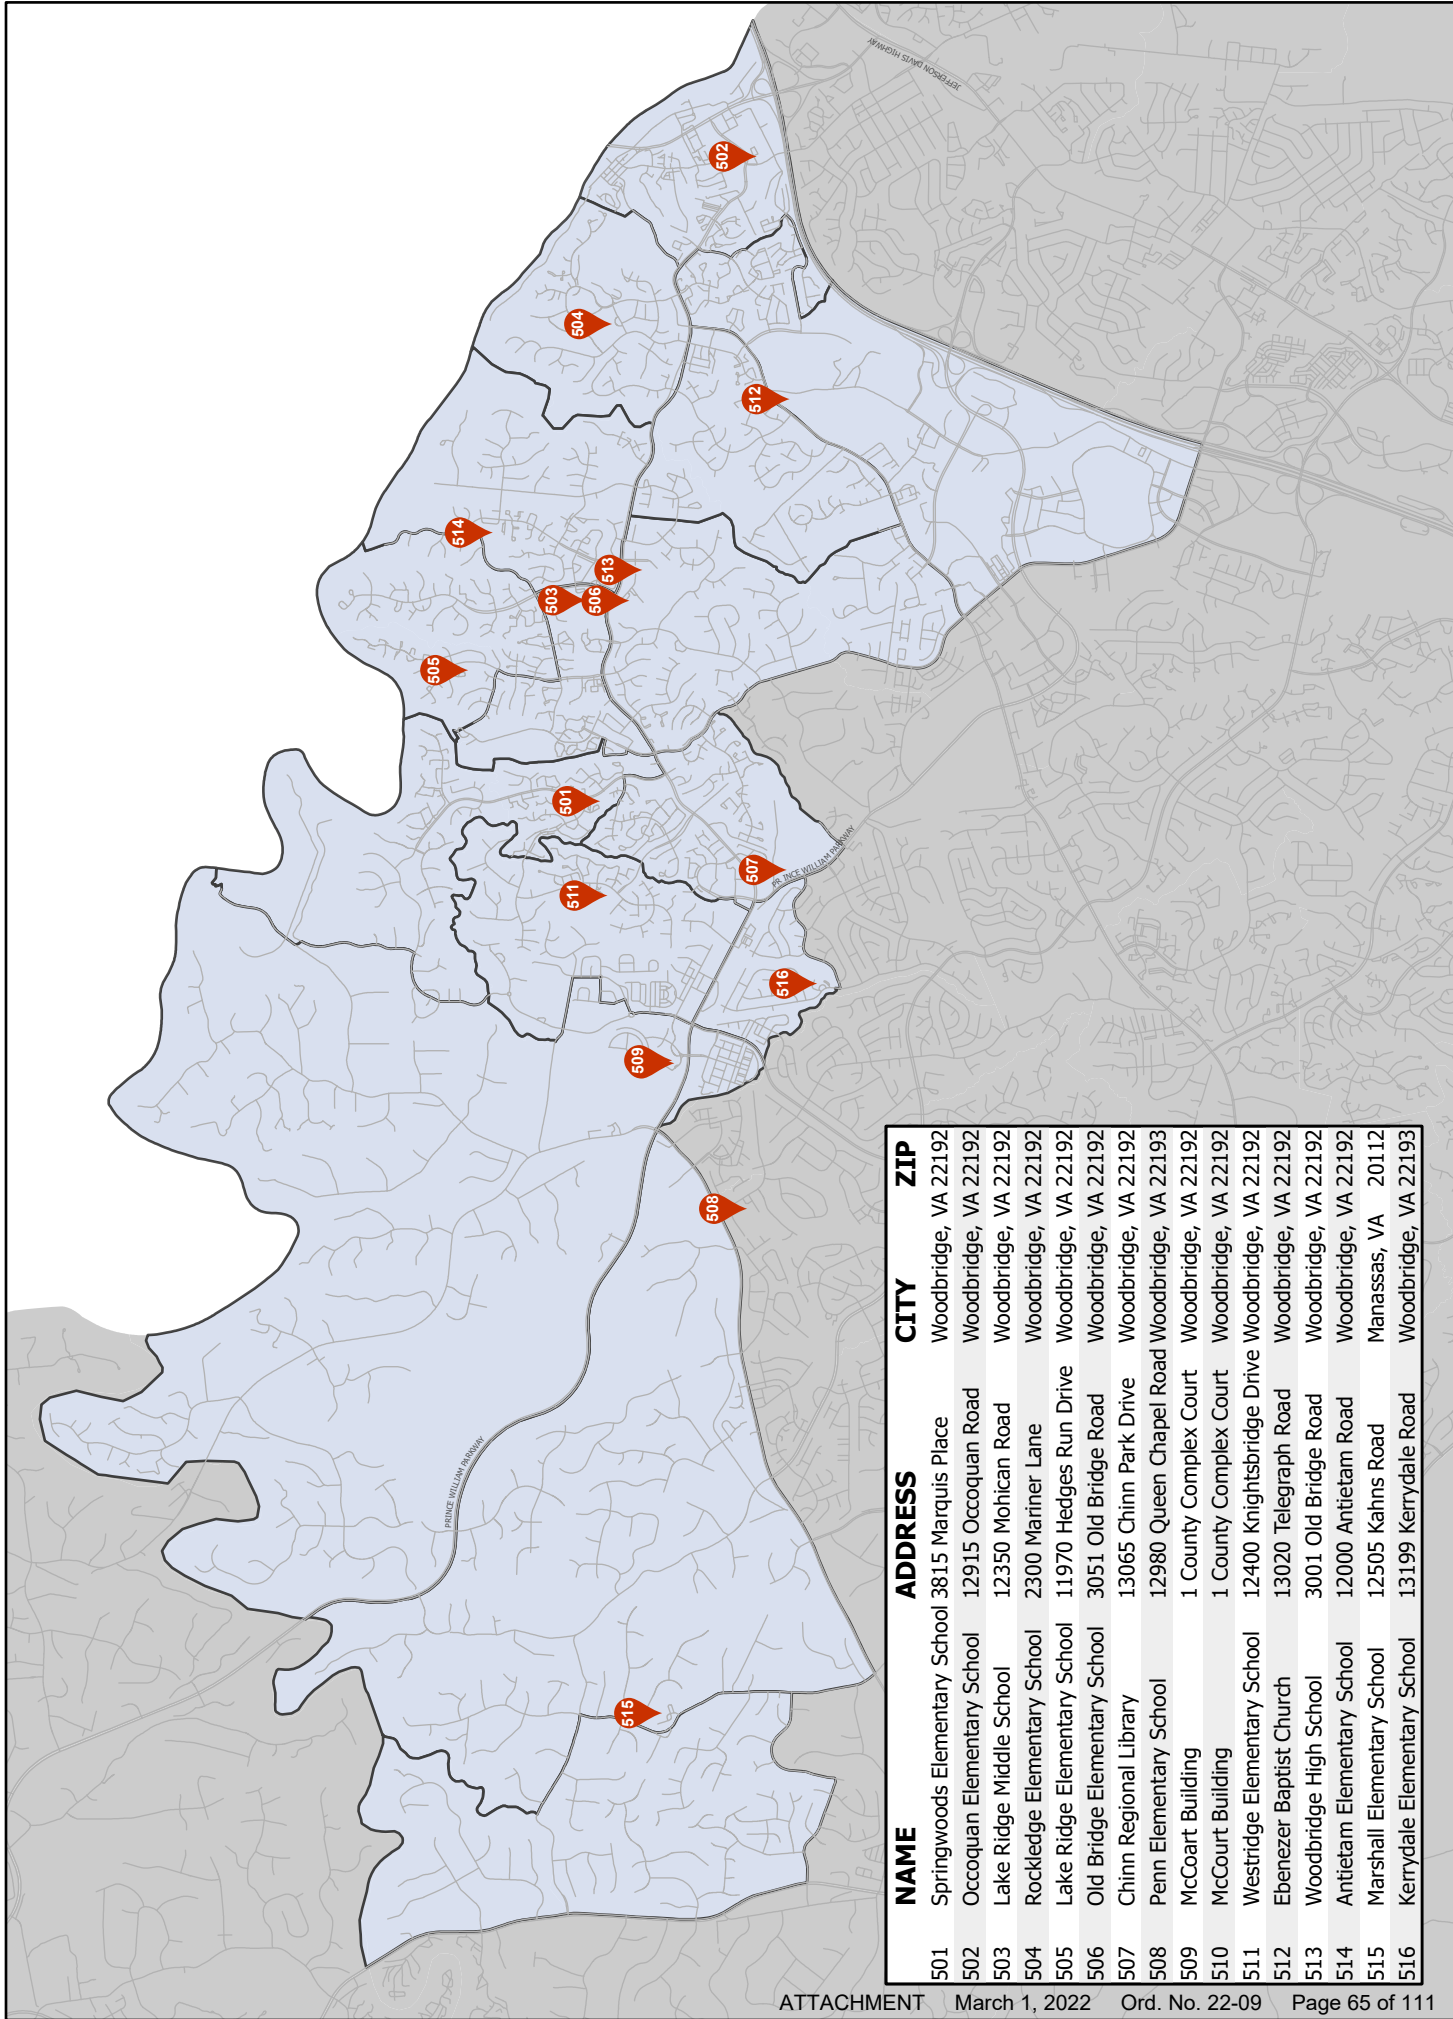 JEFFERSON DAVIS HIGHWAY
502
504
512
514
513
503
506
505
501
507
PRINCE WILLIAM PARKWAY
511
516
509
508
PRINCE WILLIAM PARKWAY
515
NAME ADDRESS CITY ZIP
501 Springwoods Elementary School 3815 Marquis Place Woodbridge, VA 22192
502 Occoquan Elementary School 12915 Occoquan Road Woodbridge, VA 22192
503 Lake Ridge Middle School 12350 Mohican Road Woodbridge, VA 22192
504 Rockledge Elementary School 2300 Mariner Lane Woodbridge, VA 22192
505 Lake Ridge Elementary School 11970 Hedges Run Drive Woodbridge, VA 22192
506 Old Bridge Elementary School 3051 Old Bridge Road Woodbridge, VA 22192
507 Chinn Regional Library 13065 Chinn Park Drive Woodbridge, VA 22192
508 Penn Elementary School 12980 Queen Chapel Road Woodbridge, VA 22193
509 McCoart Building 1 County Complex Court Woodbridge, VA 22192
510 McCourt Building 1 County Complex Court Woodbridge, VA 22192
511 Westridge Elementary School 12400 Knightsbridge Drive Woodbridge, VA 22192
512 Ebenezer Baptist Church 13020 Telegraph Road Woodbridge, VA 22192
513 Woodbridge High School 3001 Old Bridge Road Woodbridge, VA 22192
514 Antietam Elementary School 12000 Antietam Road Woodbridge, VA 22192
515 Marshall Elementary School 12505 Kahns Road Manassas, VA 20112
516 Kerrydale Elementary School 13199 Kerrydale Road Woodbridge, VA 22193
ATTACHMENT March 1, 2022 Ord. No. 22-09 Page 65 of 111